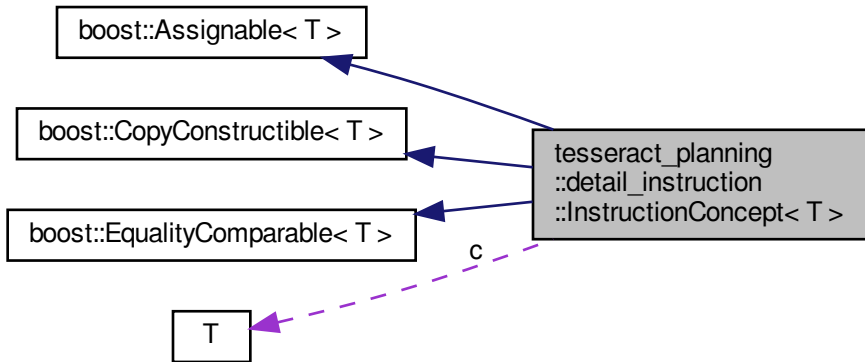 boost::Assignable< T >
boost::CopyConstructible< T >
boost::EqualityComparable< T >
T
c
tesseract_planning
::detail_instruction
::InstructionConcept< T >